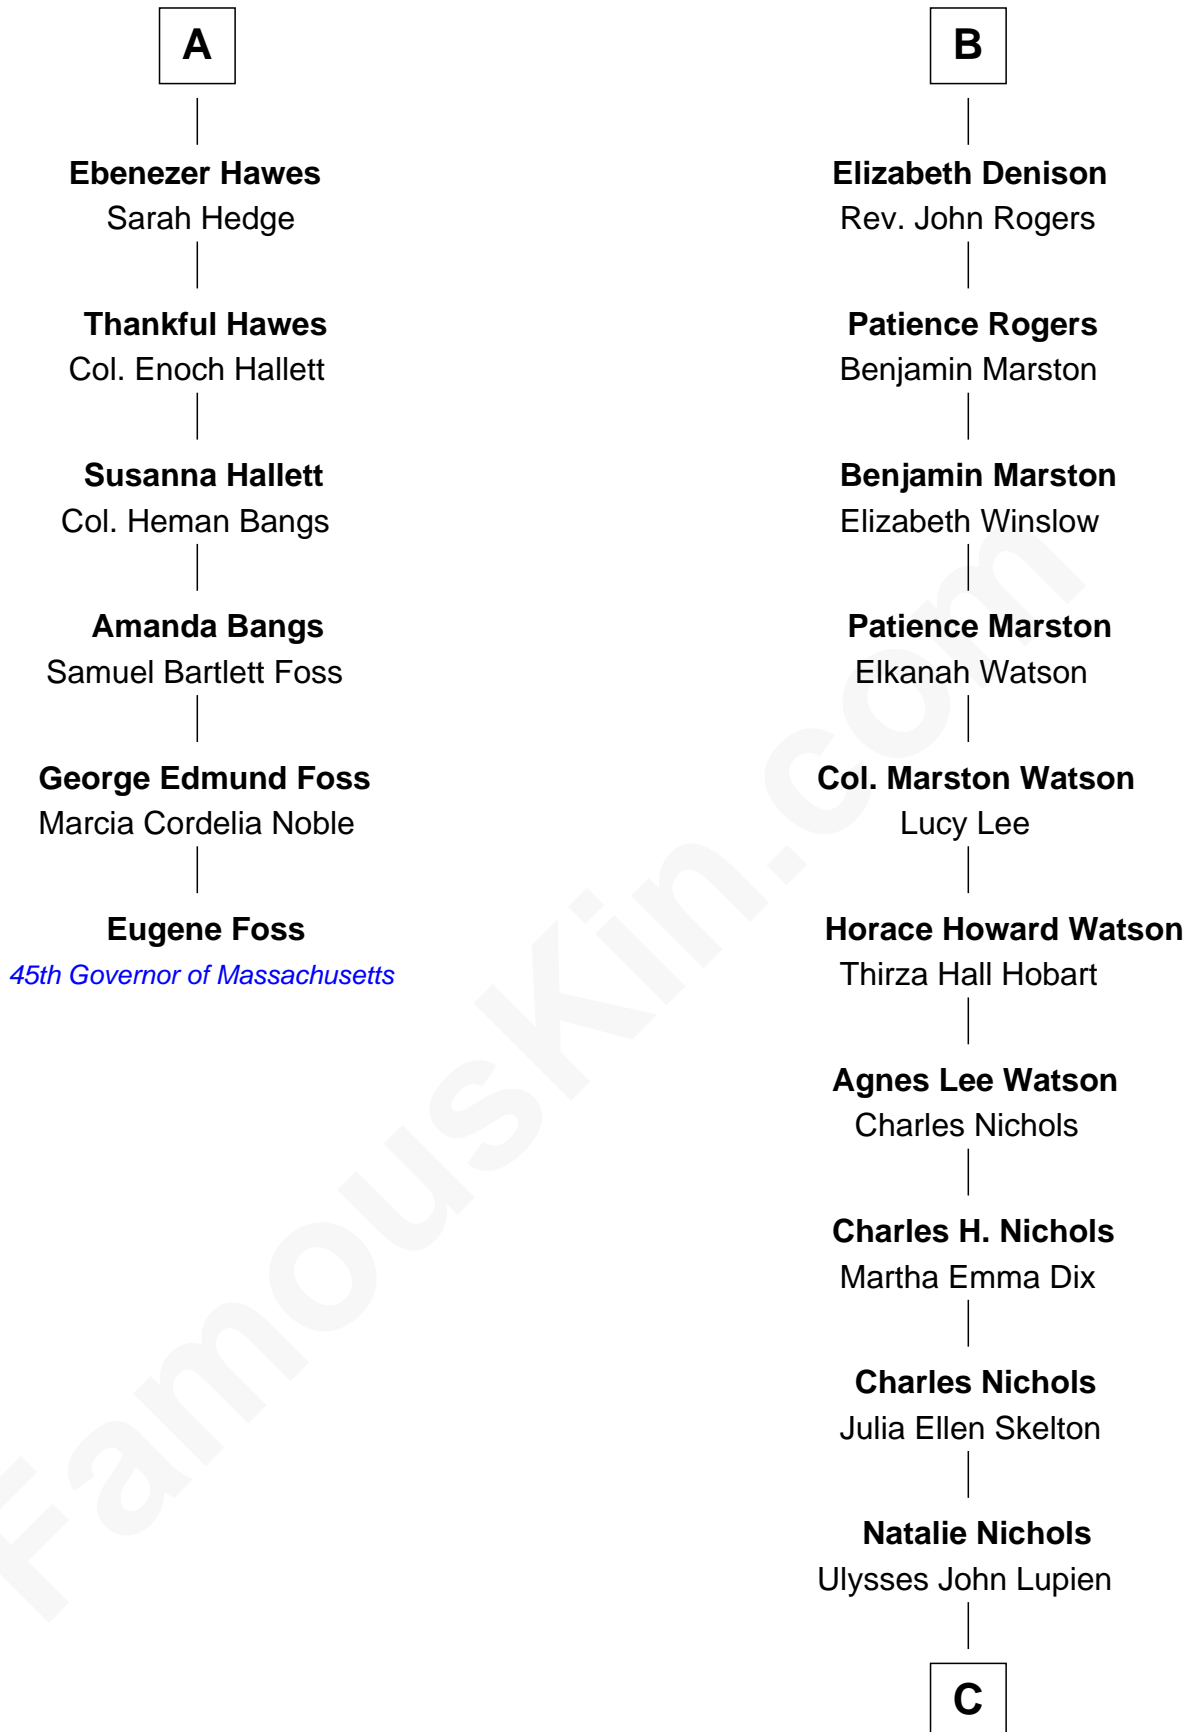 A
Ebenezer Hawes
Sarah Hedge
Thankful Hawes
Col. Enoch Hallett
Susanna Hallett
Col. Heman Bangs
Amanda Bangs
Samuel Bartlett Foss
George Edmund Foss
Marcia Cordelia Noble
Eugene Foss
45th Governor of Massachusetts
B
Elizabeth Denison
Rev. John Rogers
Patience Rogers
Benjamin Marston
Benjamin Marston
Elizabeth Winslow
Patience Marston
Elkanah Watson
Col. Marston Watson
Lucy Lee
Horace Howard Watson
Thirza Hall Hobart
Agnes Lee Watson
Charles Nichols
Charles H. Nichols
Martha Emma Dix
Charles Nichols
Julia Ellen Skelton
Natalie Nichols
Ulysses John Lupien
C
FamousKin.com